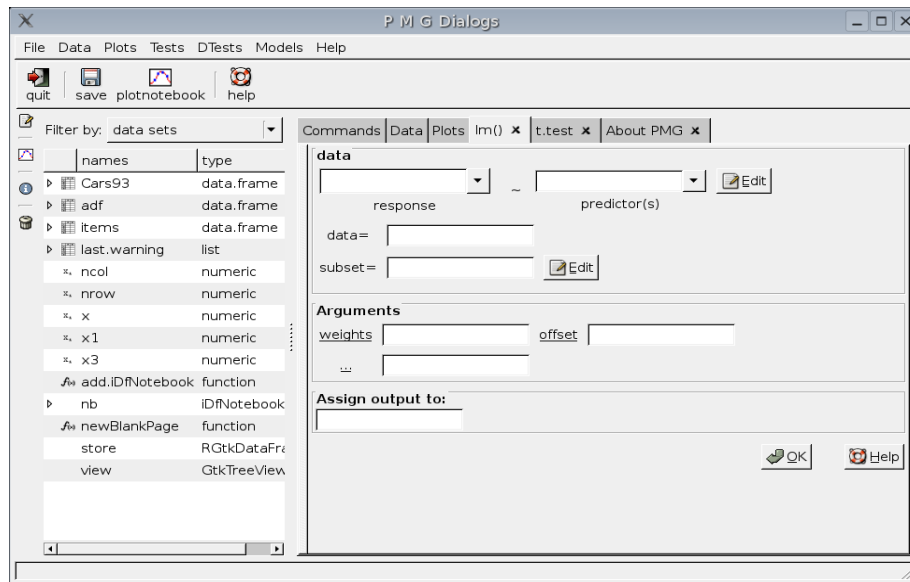 P M G Dialogs
File Data Plots Tests DTests Models Help
quit save plotnotebook help
Filter by: data sets
names type
Cars93 data.frame
adf data.frame
items data.frame
last.warning list
ncol numeric
nrow numeric
x numeric
x1 numeric
x3 numeric
add.iDfNotebook function
nb iDfNotebook
newBlankPage function
store RGtkDataFra
view GtkTreeView
Commands Data Plots lm() t.test About PMG
data
~ Edit
response predictor(s)
data=
subset= Edit
Arguments
weights offset
...
Assign output to:
OK Help